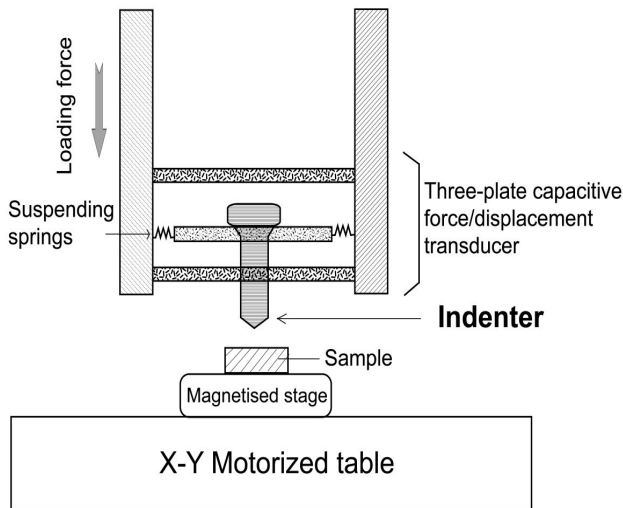 Loading force
Suspending
springs
Three-plate capacitive
force/displacement
transducer
Indenter
Sample
Magnetised stage
X-Y Motorized table